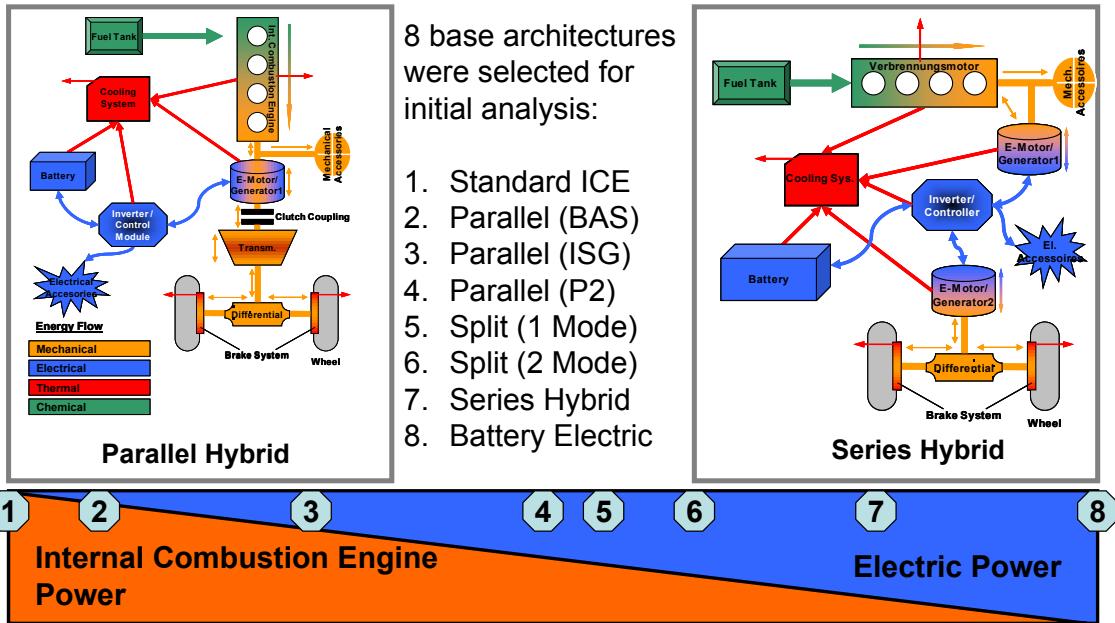 Fuel Tank
Int. Combustion Engine
Cooling
System
Mechanical
Accessories
Battery
E-Motor/
Generator1
Inverter /
Control
Module
Clutch Coupling
Transm.
Electrical
Accesories
Differential
Energy Flow
Brake System
Wheel
Mechanical
Electrical
Thermal
Chemical
Parallel Hybrid
8 base architectures
were selected for
initial analysis:
1. Standard ICE
2. Parallel (BAS)
3. Parallel (ISG)
4. Parallel (P2)
5. Split (1 Mode)
6. Split (2 Mode)
7. Series Hybrid
8. Battery Electric
Verbrennungsmotor
Fuel Tank
Mech.
Accessoires
E-Motor/
Generator1
Cooling Sys.
Inverter/
Controller
El.
Accessoires
Battery
E-Motor/
Generator2
Differential
Brake System
Wheel
Series Hybrid
1 2 3 4 5 6 7 8
Internal Combustion Engine
Power
Electric Power